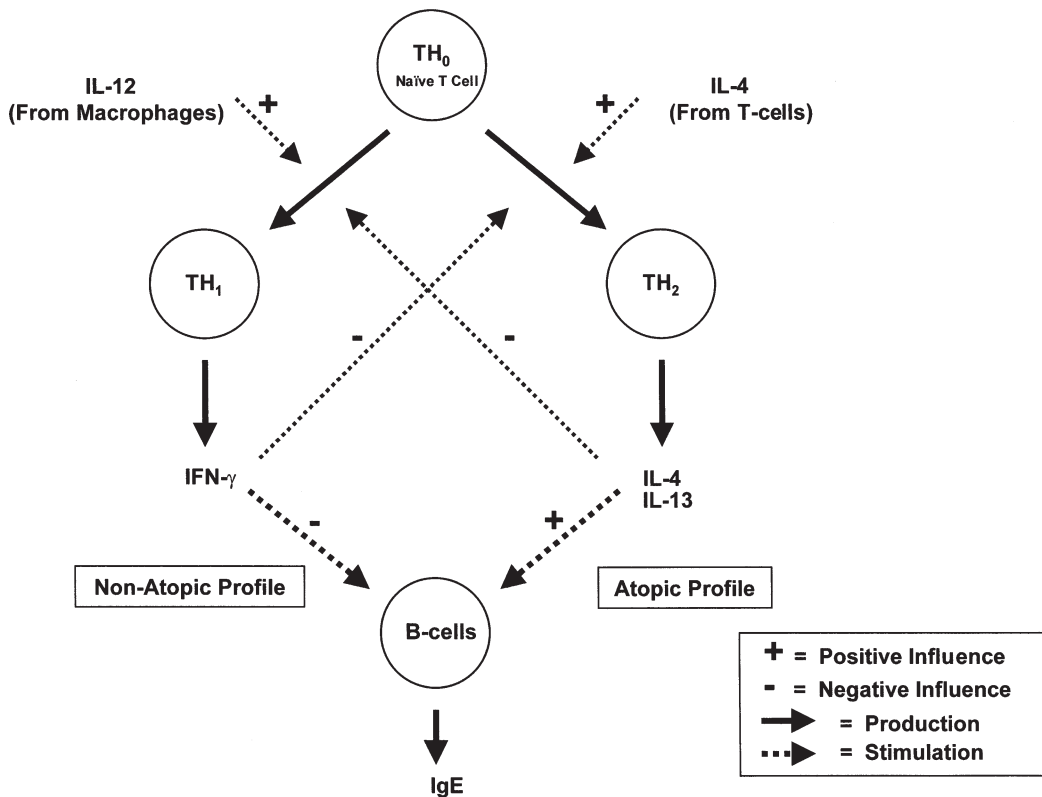 TH0
Naïve T Cell
IL-12
(From Macrophages)
+
+
IL-4
(From T-cells)
TH1
TH2
-
-
IFN-γ
IL-4
IL-13
-
+
Non-Atopic Profile
Atopic Profile
B-cells
+ = Positive Influence
- = Negative Influence
= Production
= Stimulation
IgE